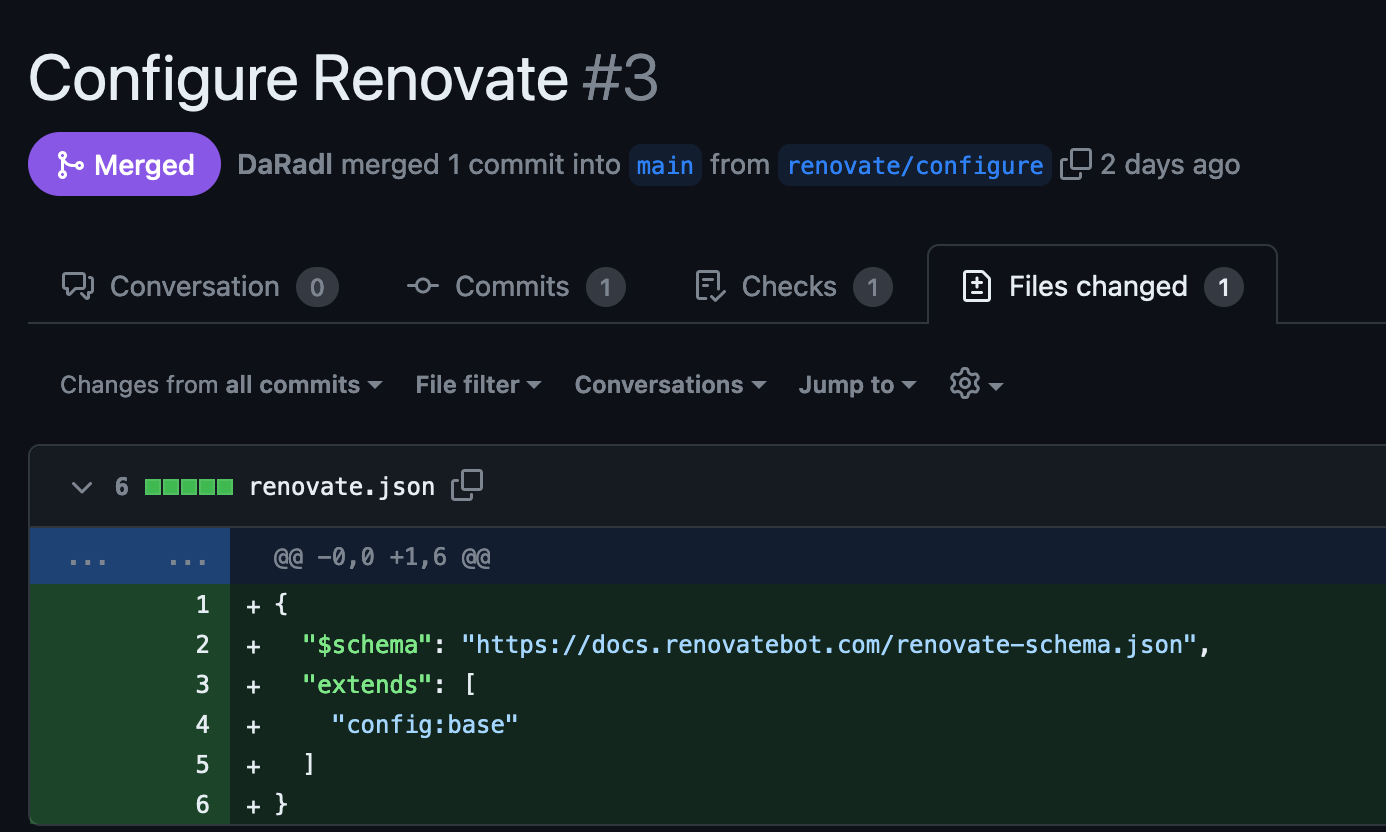 Configure Renovate #3
Merged DaRadl merged 1 commit into main from renovate/configure 2 days ago
Conversation 0 Commits 1 Checks 1 Files changed 1
Changes from all commits File filter Conversations Jump to
6 renovate.json
... ... @@ -0,0 +1,6 @@
1 + {
2 + "$schema": "https://docs.renovatebot.com/renovate-schema.json",
3 + "extends": [
4 + "config:base"
5 + ]
6 + }